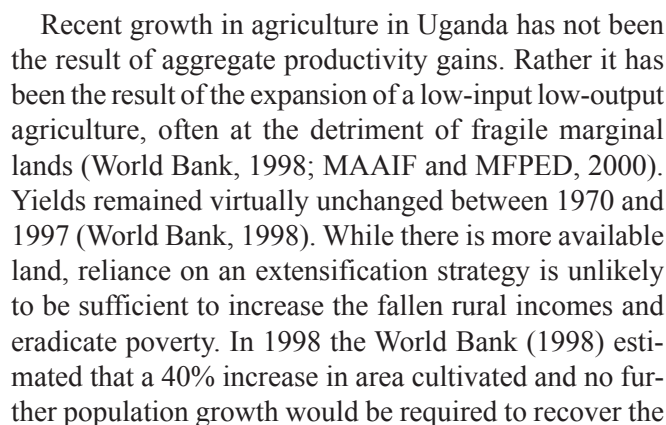 Recent growth in agriculture in Uganda has not been
the result of aggregate productivity gains. Rather it has
been the result of the expansion of a low-input low-output
agriculture, often at the detriment of fragile marginal
lands (World Bank, 1998; MAAIF and MFPED, 2000).
Yields remained virtually unchanged between 1970 and
1997 (World Bank, 1998). While there is more available
land, reliance on an extensification strategy is unlikely
to be sufficient to increase the fallen rural incomes and
eradicate poverty. In 1998 the World Bank (1998) esti-
mated that a 40% increase in area cultivated and no fur-
ther population growth would be required to recover the